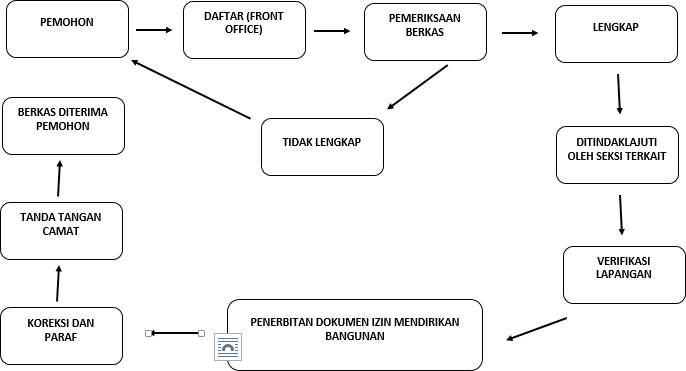 PEMOHON
DAFTAR (FRONT
OFFICE)
PEMERIKSAAN
BERKAS
LENGKAP
TIDAK LENGKAP
DITINDAKLAJUTI
OLEH SEKSI TERKAIT
VERIFIKASI
LAPANGAN
PENERBITAN DOKUMEN IZIN MENDIRIKAN
BANGUNAN
KOREKSI DAN
PARAF
TANDA TANGAN
CAMAT
BERKAS DITERIMA
PEMOHON